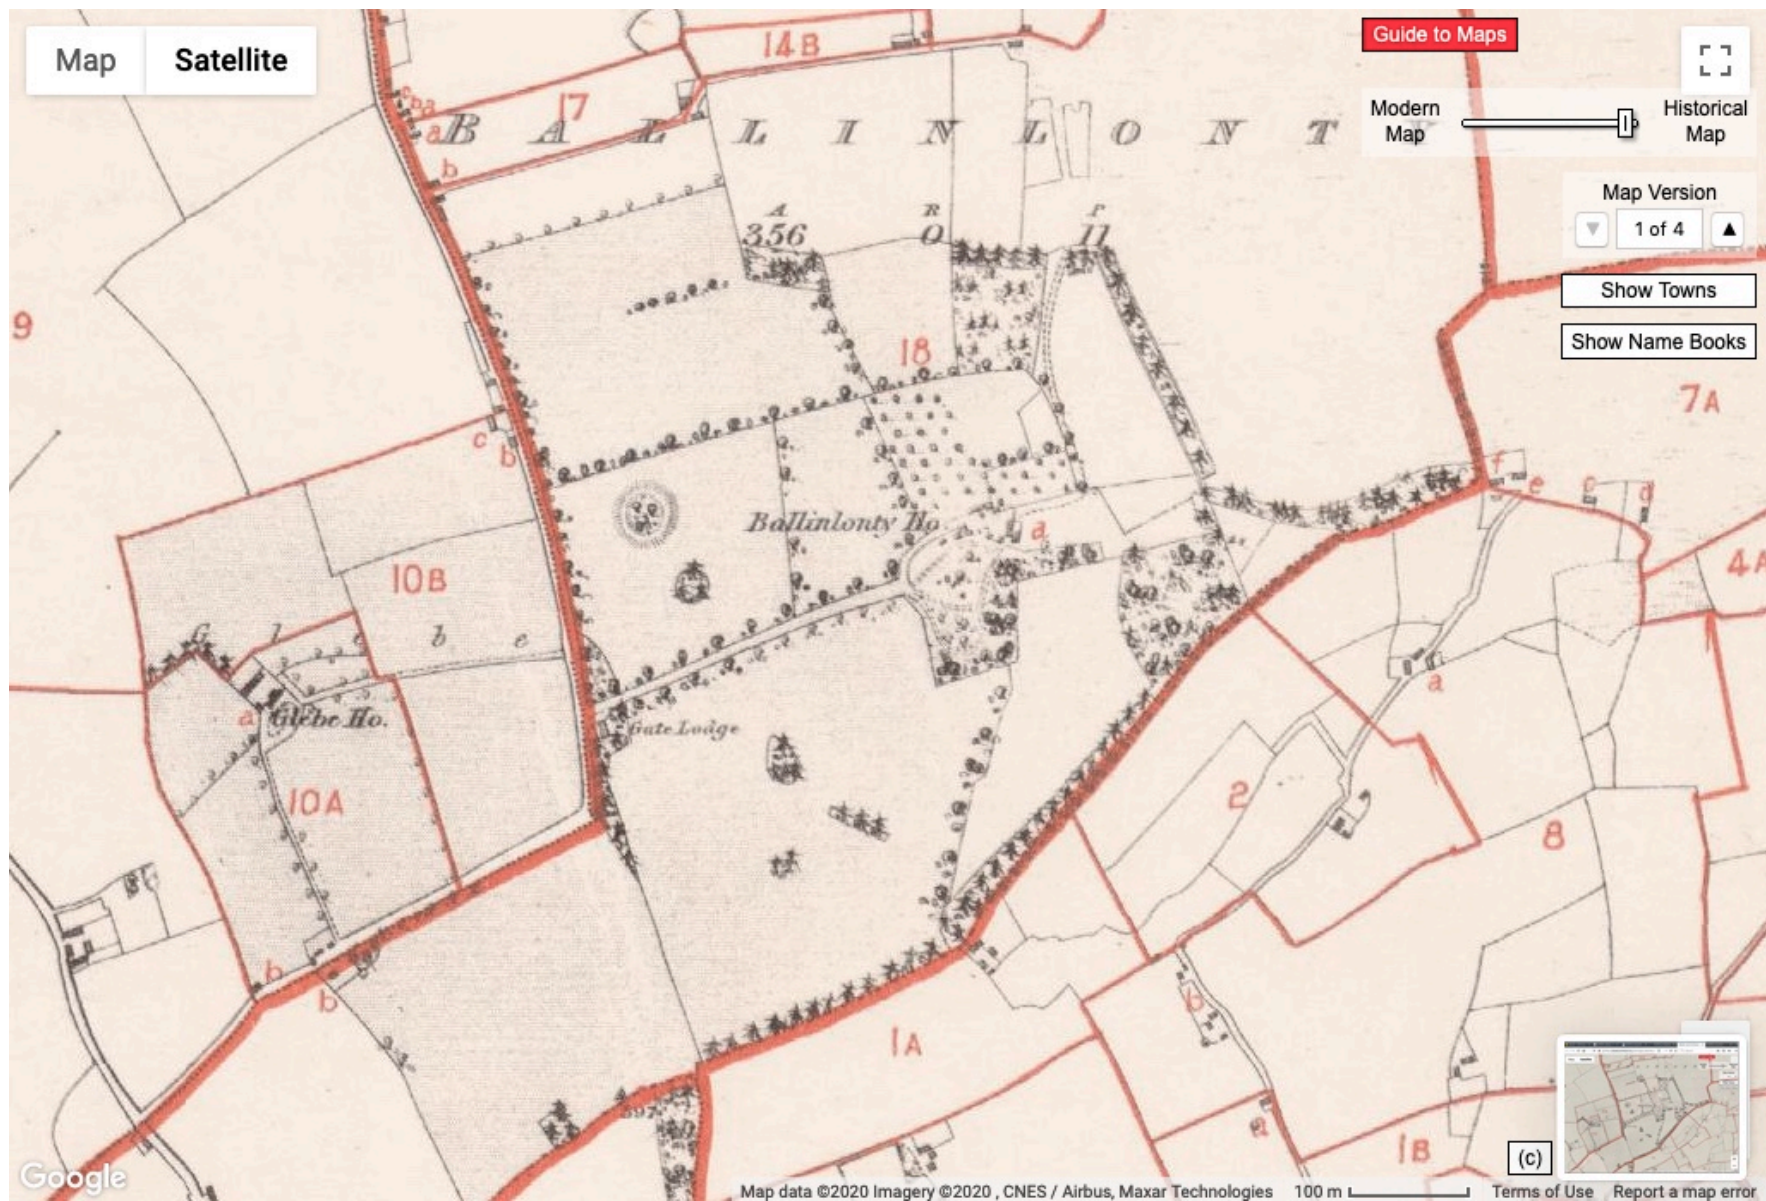 Map Satellite
Guide to Maps
Modern Map
Historical Map
Map Version
1 of 4
Show Towns
Show Name Books
14B
17
c
b a
a
b
BALLINLONTY
A R P
356 0 11
9
18
7A
c
b
f
e
c
d
Ballinlonty Ho.
a
10B
4A
Glebe
a
Glebe Ho.
a
Gate Lodge
10A
2
8
b
b
b
1A
397
a
1B
(c)
Google
Map data ©2020 Imagery ©2020 , CNES / Airbus, Maxar Technologies
100 m
Terms of Use
Report a map error